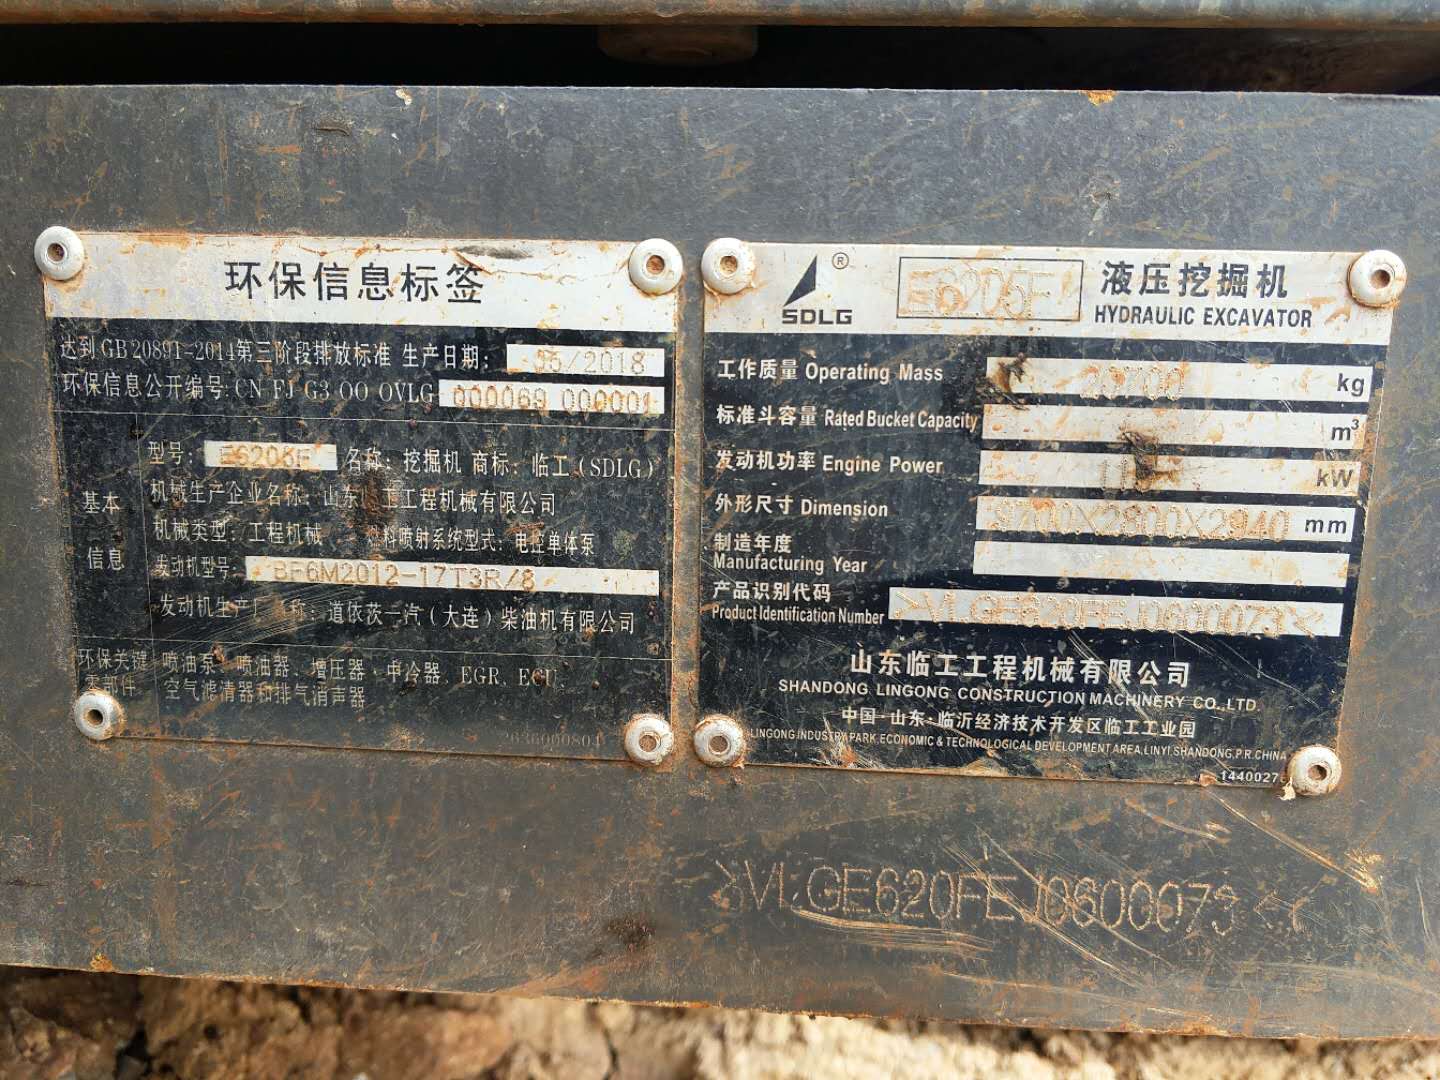 环保信息标签
达到GB20891-2014第三阶段排放标准 生产日期: 06/2018
环保信息公开编号:CN FJ G3 00 0VLG 000069 000001
基本
信息
型号: E6205F 名称: 挖掘机 商标: 临工(SDLG)
机械生产企业名称: 山东临工工程机械有限公司
机械类型: 工程机械 料喷射系统型式: 电控单体泵
发动机型号: BF6M2012-17T3R/8
发动机生产厂名称: 道依茨一汽(大连)柴油机有限公司
环保关键
零部件
喷油泵、喷油器、增压器、中冷器、EGR、ECU、
空气滤清器和排气消声器
2636000804
SDLG ®
E6205F
液压挖掘机
HYDRAULIC EXCAVATOR
工作质量 Operating Mass 20700 kg
标准斗容量 Rated Bucket Capacity m³
发动机功率 Engine Power kW
外形尺寸 Dimension 9700X2800X2940 mm
制造年度
Manufacturing Year
产品识别代码
Product Identification Number >VLGE620FEJ0600073<
山东临工工程机械有限公司
SHANDONG LINGONG CONSTRUCTION MACHINERY CO., LTD.
中国·山东·临沂经济技术开发区临工工业园
LINGONG INDUSTRY PARK, ECONOMIC & TECHNOLOGICAL DEVELOPMENT AREA, LINYI, SHANDONG, P.R. CHINA
1440027
>VLGE620FEJ0600073<